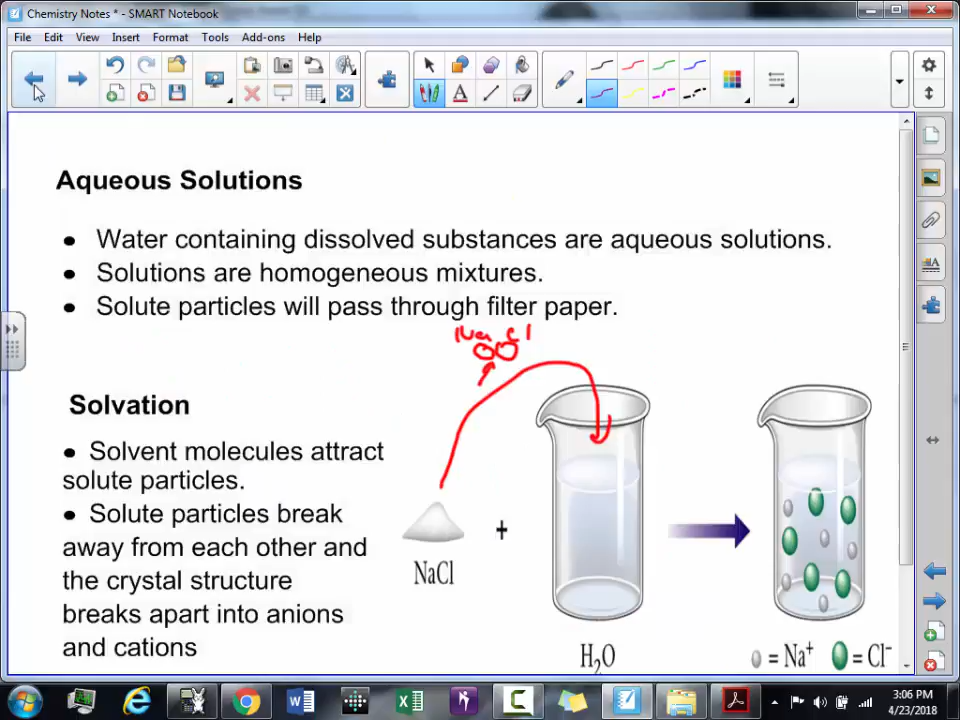 Chemistry Notes * - SMART Notebook
File Edit View Insert Format Tools Add-ons Help
Aqueous Solutions
● Water containing dissolved substances are aqueous solutions.
● Solutions are homogeneous mixtures.
● Solute particles will pass through filter paper.
Na Cl
Solvation
● Solvent molecules attract
solute particles.
● Solute particles break
away from each other and
the crystal structure
breaks apart into anions
and cations
+
NaCl
H₂O
= Na⁺ = Cl⁻
3:06 PM
4/23/2018